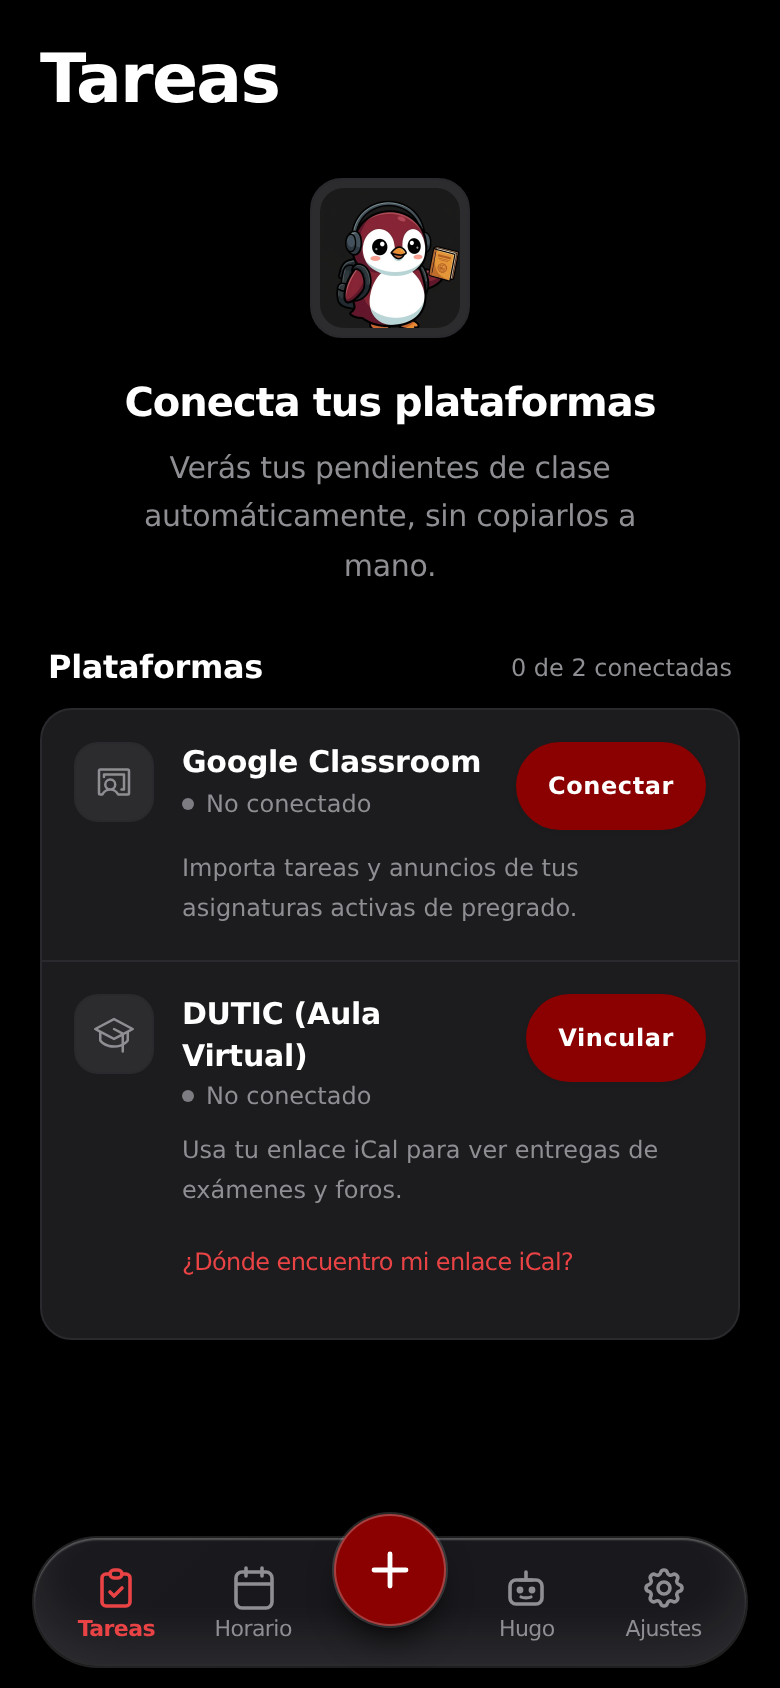 Tareas
Conecta tus plataformas
Verás tus pendientes de clase
automáticamente, sin copiarlos a
mano.
Plataformas
0 de 2 conectadas
Google Classroom
No conectado
Conectar
Importa tareas y anuncios de tus
asignaturas activas de pregrado.
DUTIC (Aula
Virtual)
No conectado
Vincular
Usa tu enlace iCal para ver entregas de
exámenes y foros.
¿Dónde encuentro mi enlace iCal?
Tareas
Horario
Hugo
Ajustes